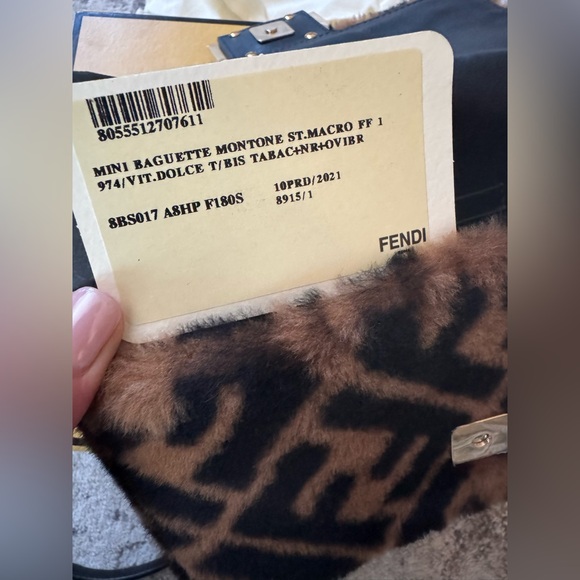 8055512707611
MINI BAGUETTE MONTONE ST.MACRO FF 1
974/VIT.DOLCE T/BIS TABAC+NR+OVIBR
8BS017 A8HP F180S 10PRD/2021
8915/1
FENDI